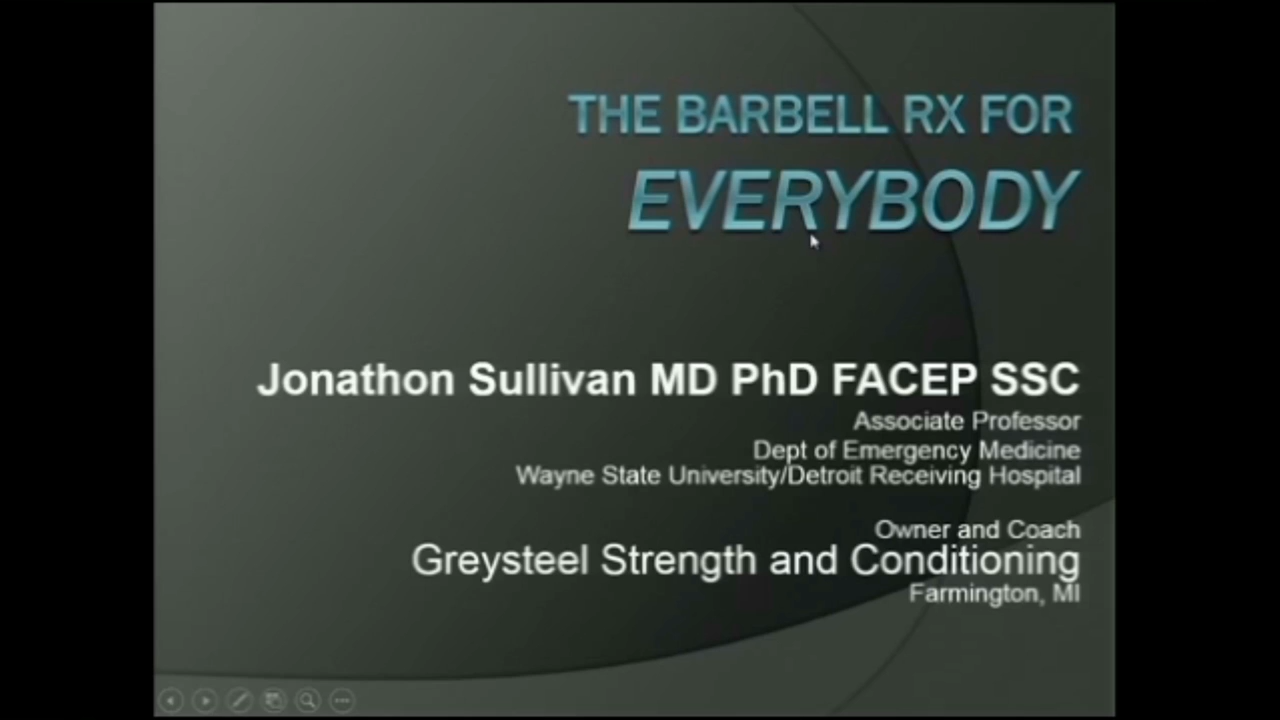 THE BARBELL RX FOR
EVERYBODY
Jonathon Sullivan MD PhD FACEP SSC
Associate Professor
Dept of Emergency Medicine
Wayne State University/Detroit Receiving Hospital
Owner and Coach
Greysteel Strength and Conditioning
Farmington, MI